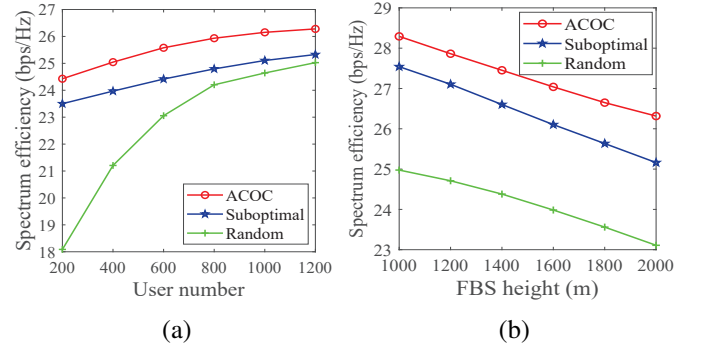 27
26
25
24
23
22
21
20
19
18
Spectrum efficiency (bps/Hz)
ACOC
Suboptimal
Random
200 400 600 800 1000 1200
User number
(a)
29
28
27
26
25
24
23
Spectrum efficiency (bps/Hz)
ACOC
Suboptimal
Random
1000 1200 1400 1600 1800 2000
FBS height (m)
(b)